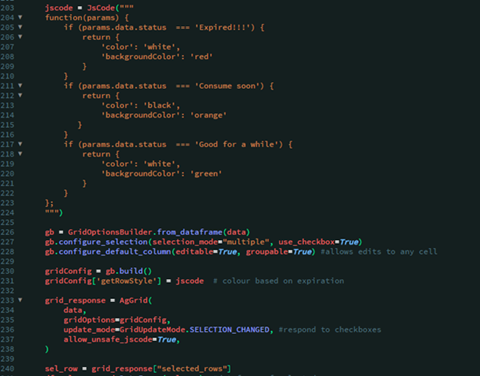 203 jscode = JsCode("""
204 ▼ function(params) {
205 ▼ if (params.data.status === 'Expired!!!') {
206 ▼ return {
207 'color': 'white',
208 'backgroundColor': 'red'
209 }
210 }
211 ▼ if (params.data.status === 'Consume soon') {
212 ▼ return {
213 'color': 'black',
214 'backgroundColor': 'orange'
215 }
216 }
217 ▼ if (params.data.status === 'Good for a while') {
218 ▼ return {
219 'color': 'white',
220 'backgroundColor': 'green'
221 }
222 }
223 };
224 """)
225
226 gb = GridOptionsBuilder.from_dataframe(data)
227 gb.configure_selection(selection_mode="multiple", use_checkbox=True)
228 gb.configure_default_column(editable=True, groupable=True) #allows edits to any cell
229
230 gridConfig = gb.build()
231 gridConfig['getRowStyle'] = jscode # colour based on expiration
232
233 ▼ grid_response = AgGrid(
234 data,
235 gridOptions=gridConfig,
236 update_mode=GridUpdateMode.SELECTION_CHANGED, #respond to checkboxes
237 allow_unsafe_jscode=True,
238 )
239
240 sel_row = grid_response["selected_rows"]